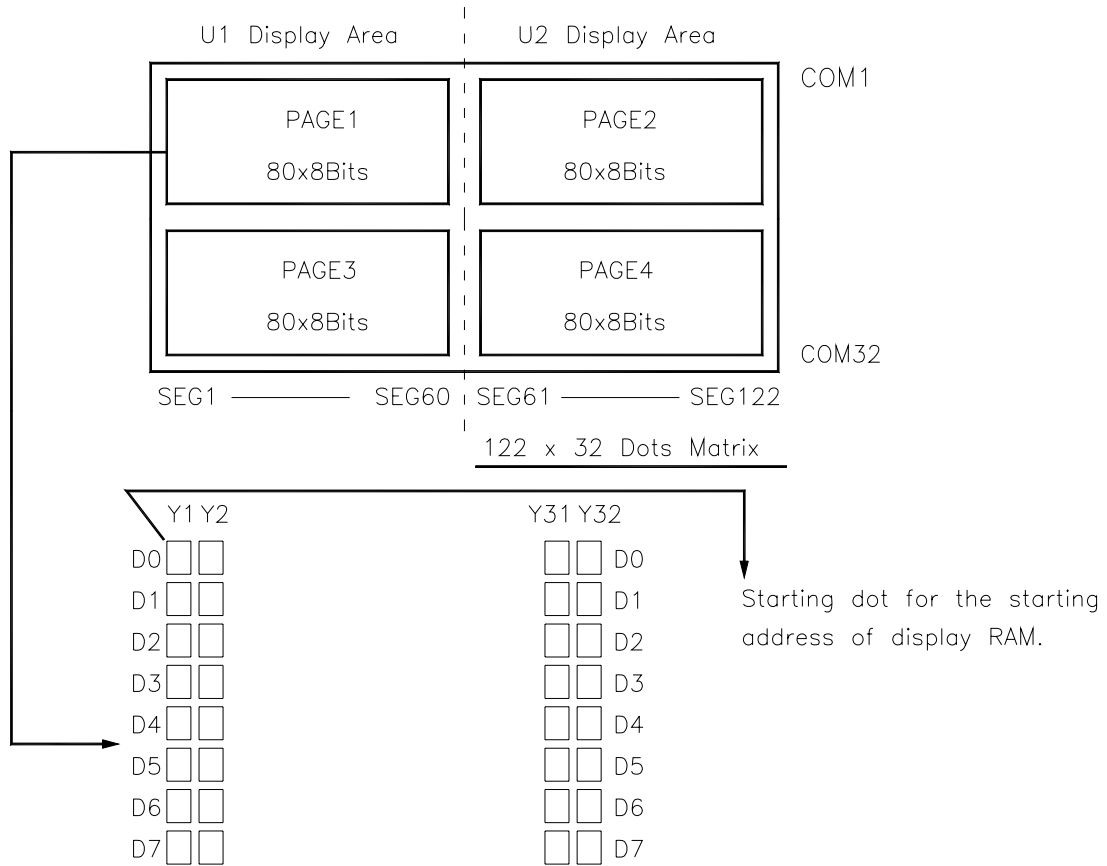 U1 Display Area U2 Display Area
COM1
PAGE1 PAGE2
80x8Bits 80x8Bits
PAGE3 PAGE4
80x8Bits 80x8Bits
COM32
SEG1 SEG60 SEG61 SEG122
122 x 32 Dots Matrix
Y1 Y2 Y31 Y32
D0 D0
D1 D1
D2 D2
D3 D3
D4 D4
D5 D5
D6 D6
D7 D7
Starting dot for the starting
address of display RAM.